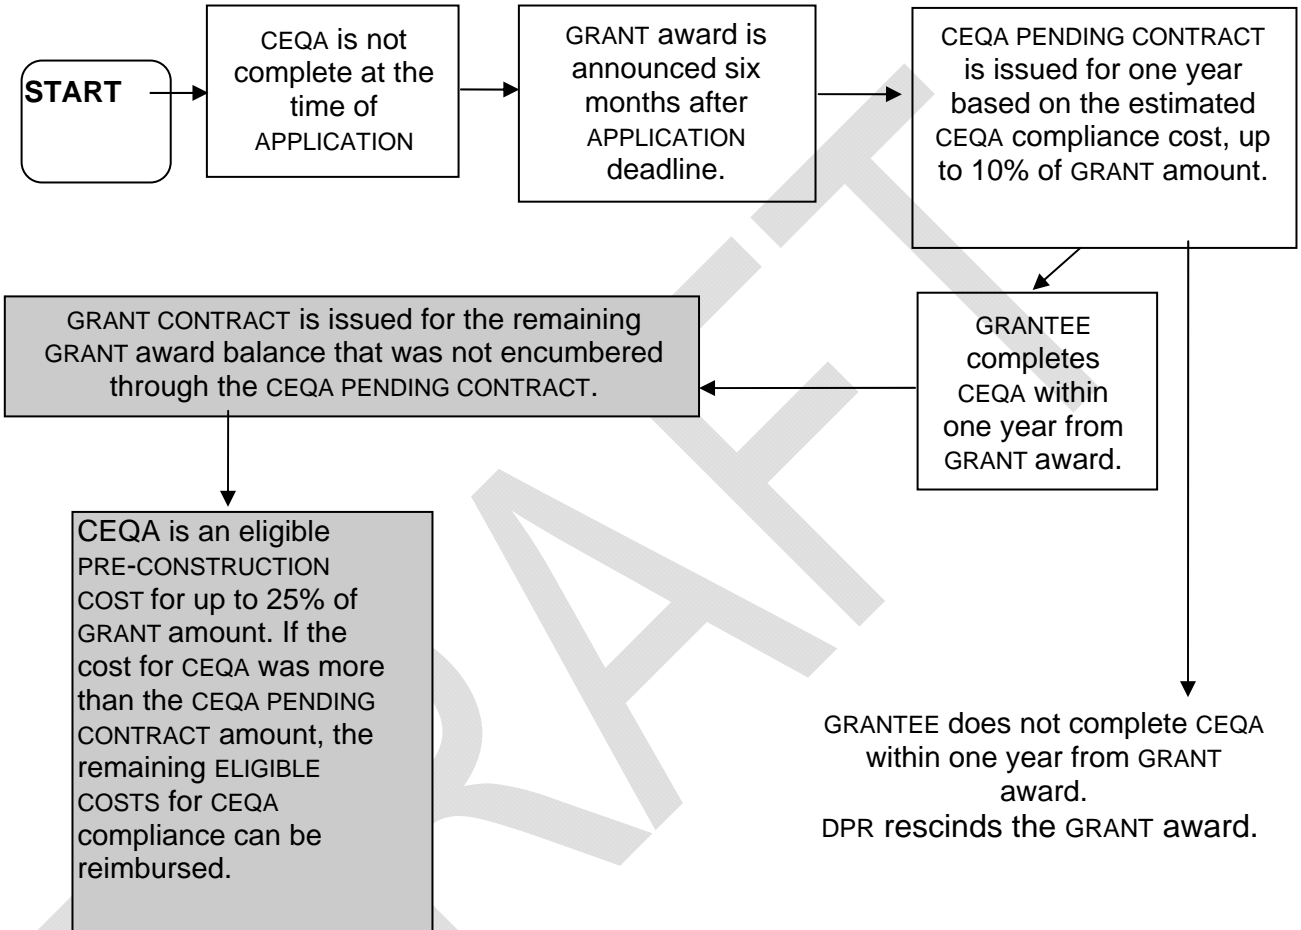 START
CEQA is not
complete at the
time of
APPLICATION
GRANT award is
announced six
months after
APPLICATION
deadline.
CEQA PENDING CONTRACT
is issued for one year
based on the estimated
CEQA compliance cost, up
to 10% of GRANT amount.
GRANT CONTRACT is issued for the remaining
GRANT award balance that was not encumbered
through the CEQA PENDING CONTRACT.
GRANTEE
completes
CEQA within
one year from
GRANT award.
CEQA is an eligible
PRE-CONSTRUCTION
COST for up to 25% of
GRANT amount. If the
cost for CEQA was more
than the CEQA PENDING
CONTRACT amount, the
remaining ELIGIBLE
COSTS for CEQA
compliance can be
reimbursed.
GRANTEE does not complete CEQA
within one year from GRANT
award.
DPR rescinds the GRANT award.
DRAFT